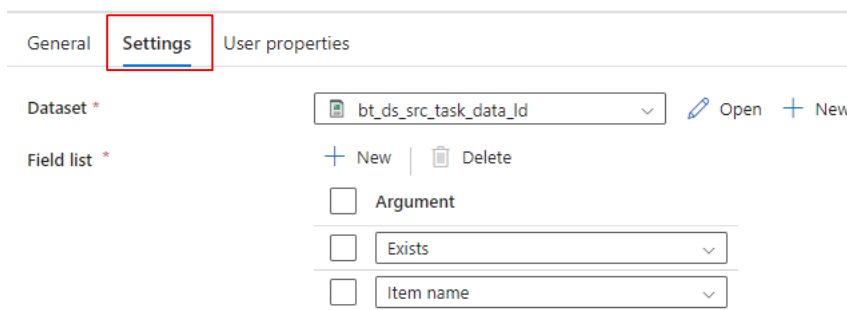 General Settings User properties
Dataset * bt_ds_src_task_data_ld Open New
Field list * New Delete
Argument
Exists
Item name